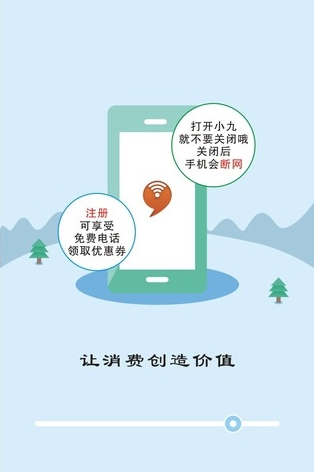 打开小九
就不要关闭哦
关闭后
手机会断网
注册
可享受
免费电话
领取优惠券
让消费创造价值